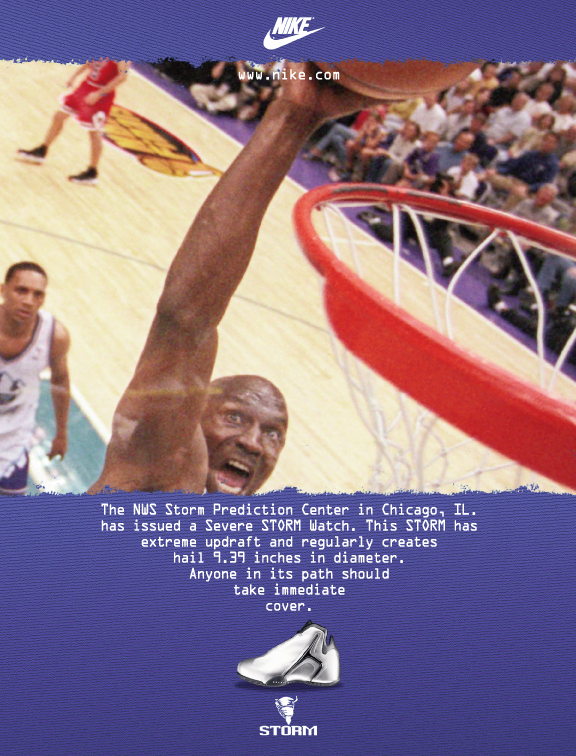 NIKE
www.nike.com
The NWS Storm Prediction Center in Chicago, IL.
has issued a Severe STORM Watch. This STORM has
extreme updraft and regularly creates
hail 9.39 inches in diameter.
Anyone in its path should
take immediate
cover.
STORM